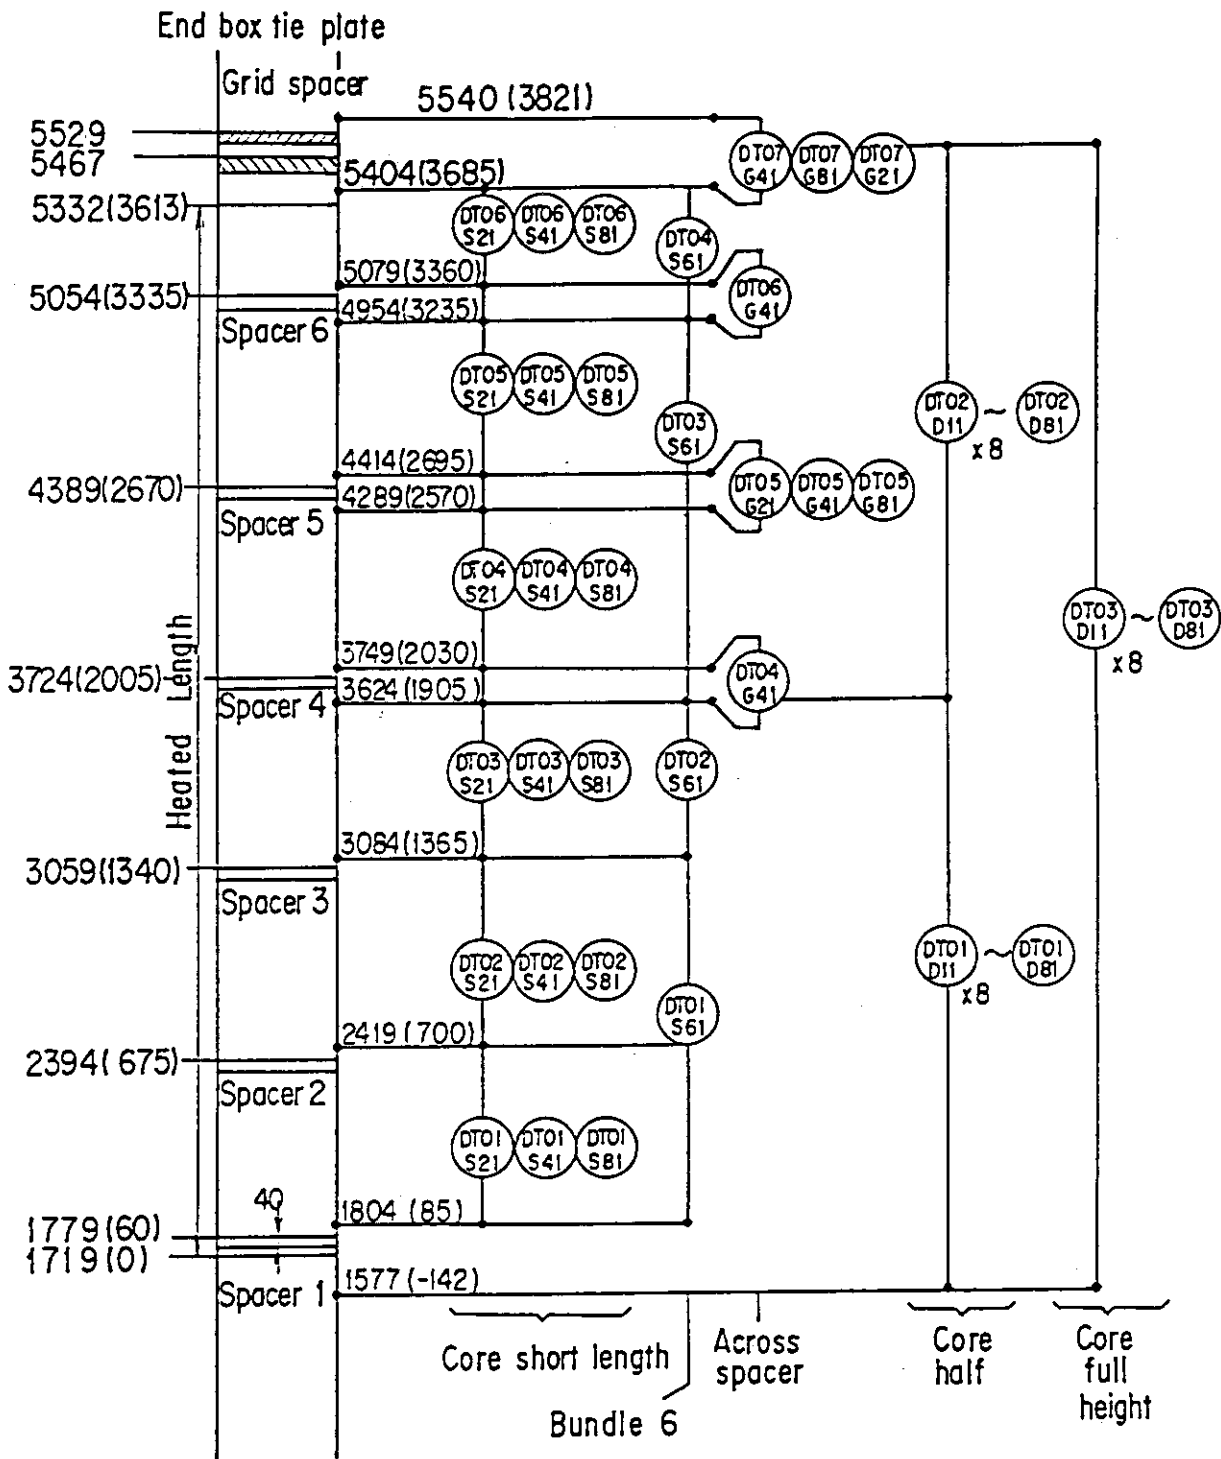 End box tie plate
Grid spacer
5540 (3821)
5529
5467
5404(3685)
5332(3613)
DT07 G41
DT07 G81
DT07 G21
DT06 S21
DT06 S41
DT06 S81
DT04 S61
5079(3360)
5054(3335)
4954(3235)
DT06 G41
Spacer 6
DT05 S21
DT05 S41
DT05 S81
DT03 S61
DT02 D11
~
DT02 D81
x8
4414(2695)
4389(2670)
4289(2570)
DT05 G21
DT05 G41
DT05 G81
Spacer 5
DT04 S21
DT04 S41
DT04 S81
DT03 D11
~
DT03 D81
x8
3749(2030)
3724(2005)
3624(1905)
DT04 G41
Spacer 4
Heated Length
DT03 S21
DT03 S41
DT03 S81
DT02 S61
3084(1365)
3059(1340)
Spacer 3
DT02 S21
DT02 S41
DT02 S81
DT01 S61
DT01 D11
~
DT01 D81
x8
2419(700)
2394(675)
Spacer 2
DT01 S21
DT01 S41
DT01 S81
40
1804 (85)
1779(60)
1719(0)
1577(-142)
Spacer 1
Core short length
Across
spacer
Core
half
Core
full
height
Bundle 6